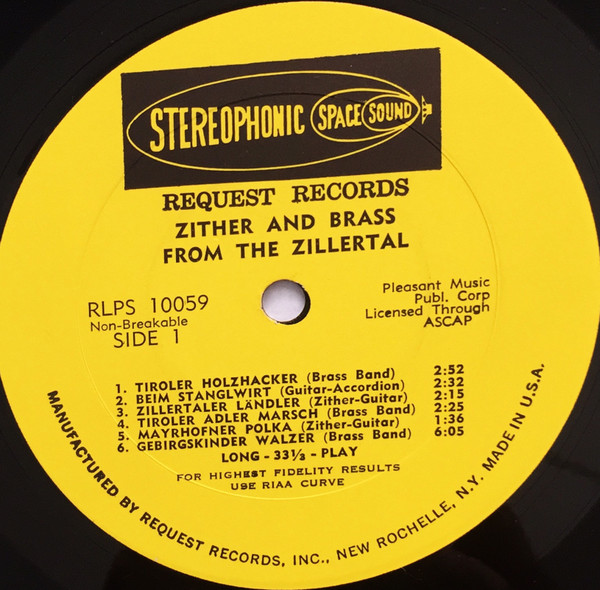 STEREOPHONIC SPACE SOUND
REQUEST RECORDS
ZITHER AND BRASS
FROM THE ZILLERTAL
RLPS 10059
Non-Breakable
SIDE 1
Pleasant Music
Publ. Corp
Licensed Through
ASCAP
1. TIROLER HOLZHACKER (Brass Band) 2:52
2. BEIM STANGLWIRT (Guitar-Accordion) 2:32
3. ZILLERTALER LÄNDLER (Zither-Guitar) 2:15
4. TIROLER ADLER MARSCH (Brass Band) 2:25
5. MAYRHOFNER POLKA (Zither-Guitar) 1:36
6. GEBIRGSKINDER WALZER (Brass Band) 6:05
LONG - 33⅓ - PLAY
FOR HIGHEST FIDELITY RESULTS
USE RIAA CURVE
MANUFACTURED BY REQUEST RECORDS, INC., NEW ROCHELLE, N.Y. MADE IN U.S.A.